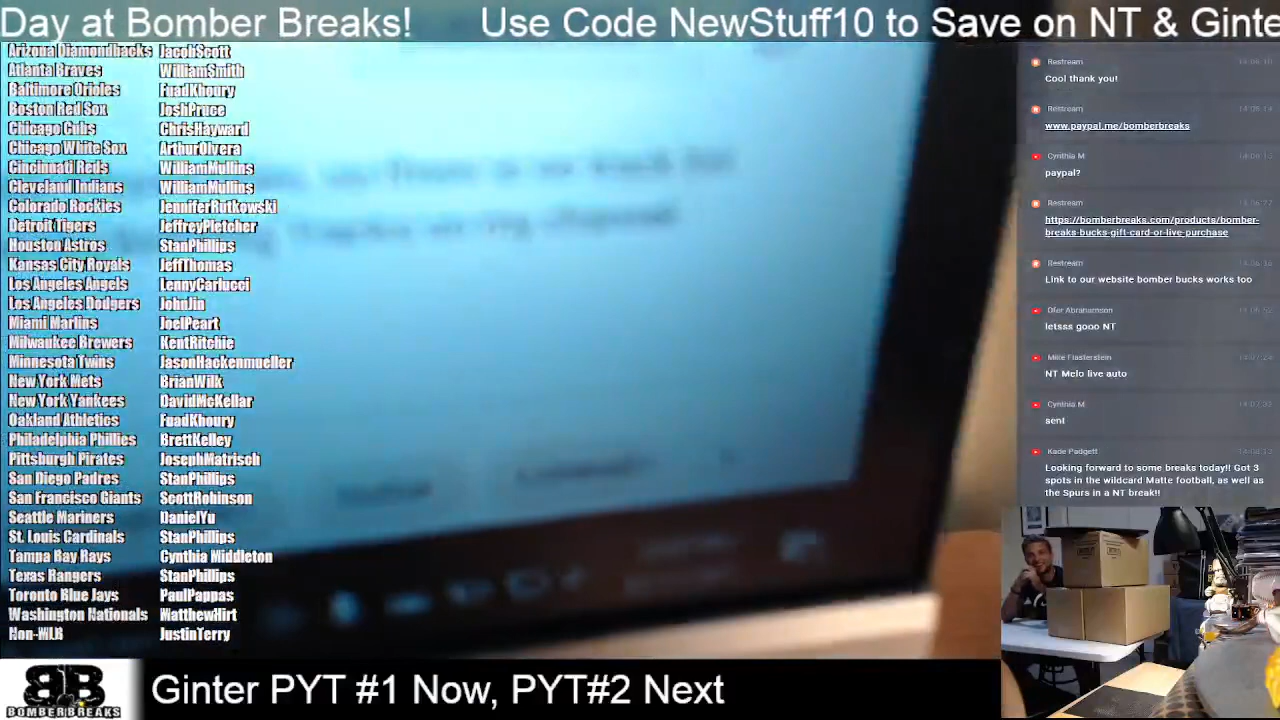 Day at Bomber Breaks! Use Code NewStuff10 to Save on NT & Ginte
Arizona Diamondbacks JacobScott
Atlanta Braves WilliamSmith
Baltimore Orioles FuadKhoury
Boston Red Sox JoshPruce
Chicago Cubs ChrisHayward
Chicago White Sox ArthurOlvera
Cincinnati Reds WilliamMullins
Cleveland Indians WilliamMullins
Colorado Rockies JenniferRutkowski
Detroit Tigers JeffreyPletcher
Houston Astros StanPhillips
Kansas City Royals JeffThomas
Los Angeles Angels LennyCarlucci
Los Angeles Dodgers JohnJin
Miami Marlins JoelPeart
Milwaukee Brewers KentRitchie
Minnesota Twins JasonHackenmueller
New York Mets BrianWilk
New York Yankees DavidMcKellar
Oakland Athletics FuadKhoury
Philadelphia Phillies BrettKelley
Pittsburgh Pirates JosephMatrisch
San Diego Padres StanPhillips
San Francisco Giants ScottRobinson
Seattle Mariners DanielYu
St. Louis Cardinals StanPhillips
Tampa Ray Rays Cynthia Middleton
Texas Rangers StanPhillips
Toronto Blue Jays PaulPappas
Washington Nationals MatthewHirt
Non-MLB JustinTerry
Restream
Cool thank you!
Restream
www.paypal.me/bomberbreaks
Cynthia M
paypal?
Restream
https://bomberbreaks.com/products/bomber-
breaks-bucks-gift-card-or-live-purchase
Restream
Link to our website bomber bucks works too
Ofer Abrahamson
letsss gooo NT
Mike Flasterstein
NT Melo live auto
Cynthia M
sent
Kade Padgett
Looking forward to some breaks today!! Got 3
spots in the wildcard Matte football, as well as
the Spurs in a NT break!!
BB
BOMBERBREAKS
Ginter PYT #1 Now, PYT#2 Next